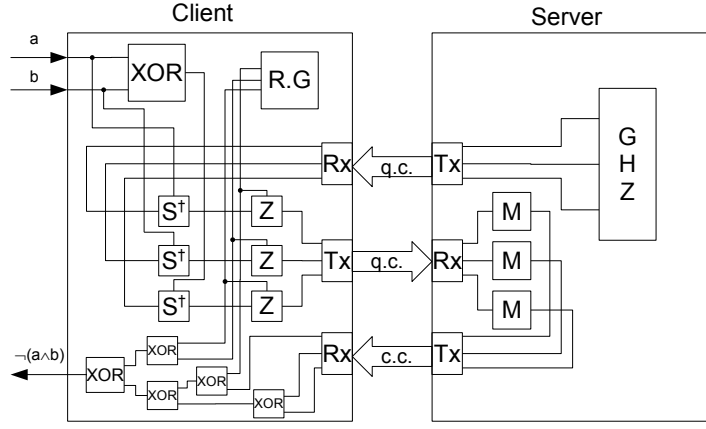 Client
Server
a
b
XOR
R.G
G
H
Z
Rx
q.c.
Tx
S†
Z
M
S†
Z
Tx
q.c.
Rx
M
S†
Z
M
¬(a∧b)
XOR
XOR
XOR
XOR
XOR
Rx
c.c.
Tx